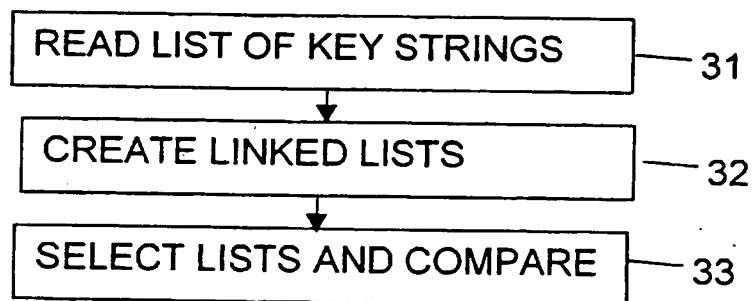 READ LIST OF KEY STRINGS 31
CREATE LINKED LISTS 32
SELECT LISTS AND COMPARE 33